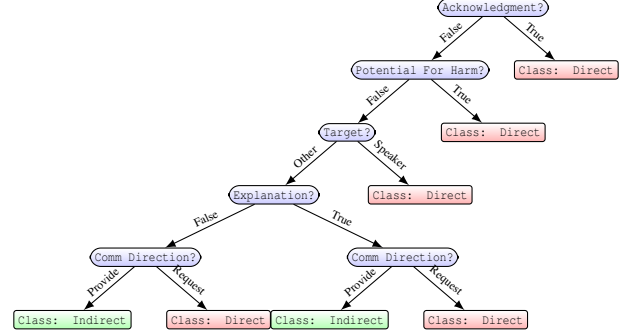 Acknowledgment?
False
True
Potential For Harm?
Class: Direct
False
True
Target?
Class: Direct
Other
Speaker
Explanation?
Class: Direct
False
True
Comm Direction?
Comm Direction?
Provide
Request
Provide
Request
Class: Indirect
Class: Direct
Class: Indirect
Class: Direct